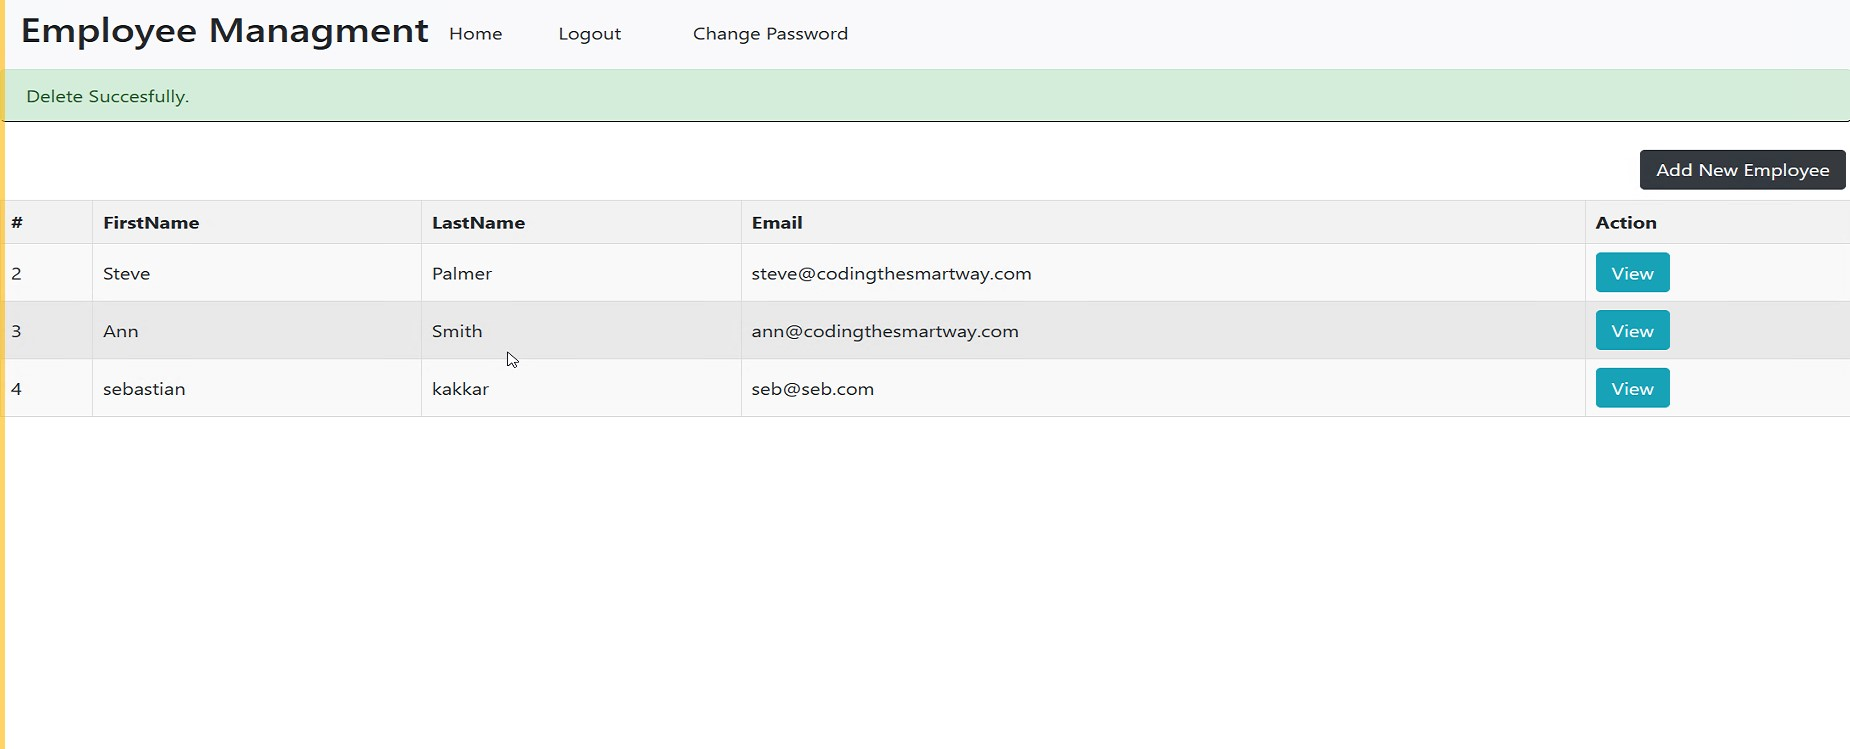 Employee Managment Home Logout Change Password
Delete Succesfully.
Add New Employee
# FirstName LastName Email Action
2 Steve Palmer steve@codingthesmartway.com View
3 Ann Smith ann@codingthesmartway.com View
4 sebastian kakkar seb@seb.com View